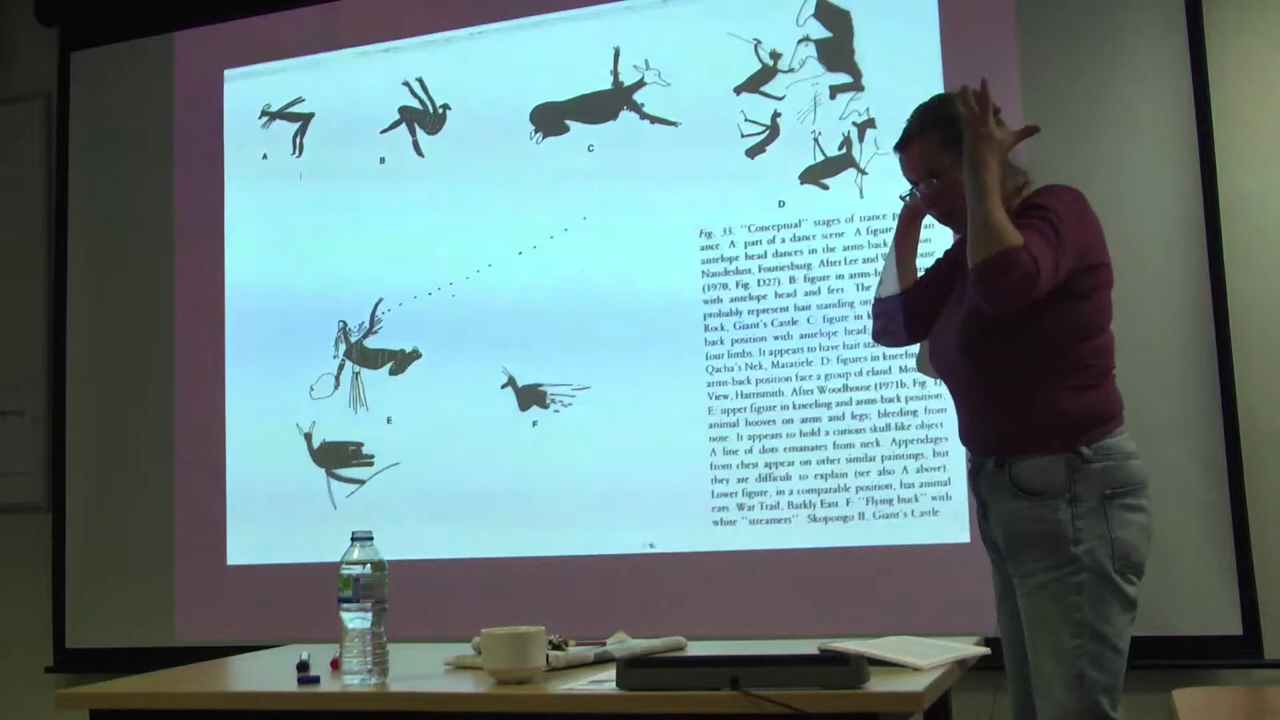 A
B
C
D
E
F
Fig. 33. "Conceptual" stages of trance
ance. A: part of a dance scene. A figure
antelope head dances in the arms-back
Naudeslust, Fouriesburg. After Lee and
(1970, Fig. D27). B: figure in
with antelope head and feet. The
probably represent hair standing on
Rock, Giant's Castle. C: figure in
back position with antelope head;
four limbs. It appears to have hair
Qacha's Nek, Matatiele. D: figures in
arms-back position face a group of eland.
View, Harrismith. After Woodhouse (1971b, Fig.
E: upper figure in kneeling and arms-back position,
animal hooves on arms and legs; bleeding from
nose. It appears to hold a curious skull-like object
A line of dots emanates from neck. Appendages
from chest appear on other similar paintings, but
they are difficult to explain (see also A above).
Lower figure, in a comparable position, has animal
ears. War Trail, Barkly East. F: "Flying buck" with
white "streamers" Skopongo II, Giant's Castle